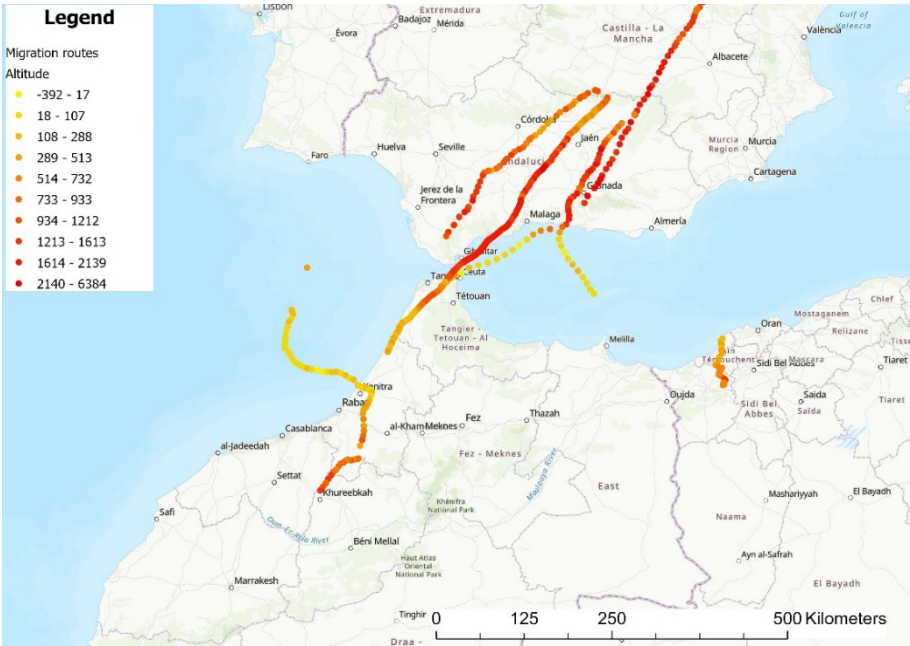 Legend
Migration routes
Altitude
-392 - 17
18 - 107
108 - 288
289 - 513
514 - 732
733 - 933
934 - 1212
1213 - 1613
1614 - 2139
2140 - 6384
Lisbon
Extremadura
Badajoz
Mérida
Évora
Castilla - La
Mancha
Gulf of
Valencia
València
Albacete
Córdoba
Jaén
Murcia
Region
Murcia
Huelva
Seville
Faro
Cartagena
Granada
Jerez de la
Frontera
Malaga
Almería
Gibraltar
Ceuta
Tétouan
Tangier -
Tetouan - Al
Hoceima
Melilla
Oran
Mostaganem
Chlef
Relizane
Sidi Bel Abbes
Mascara
Tiaret
Oujda
Sidi Bel
Abbes
Saida
Saïda
Tiaret
Kenitra
Casablanca
al-Jadeedah
al-Kham
Meknes
Fez
Thazah
Fez - Meknes
Settat
Khureebkah
Moulouya River
East
Khénifra
National Park
Safi
Oum-Er-Rbia River
Béni Mellal
Mashariyyah
El Bayadh
Naama
Haut Atlas
Oriental
National Park
Ayn al-Safrah
El Bayadh
Marrakesh
Tinghir
Draa -
0 125 250 500 Kilometers